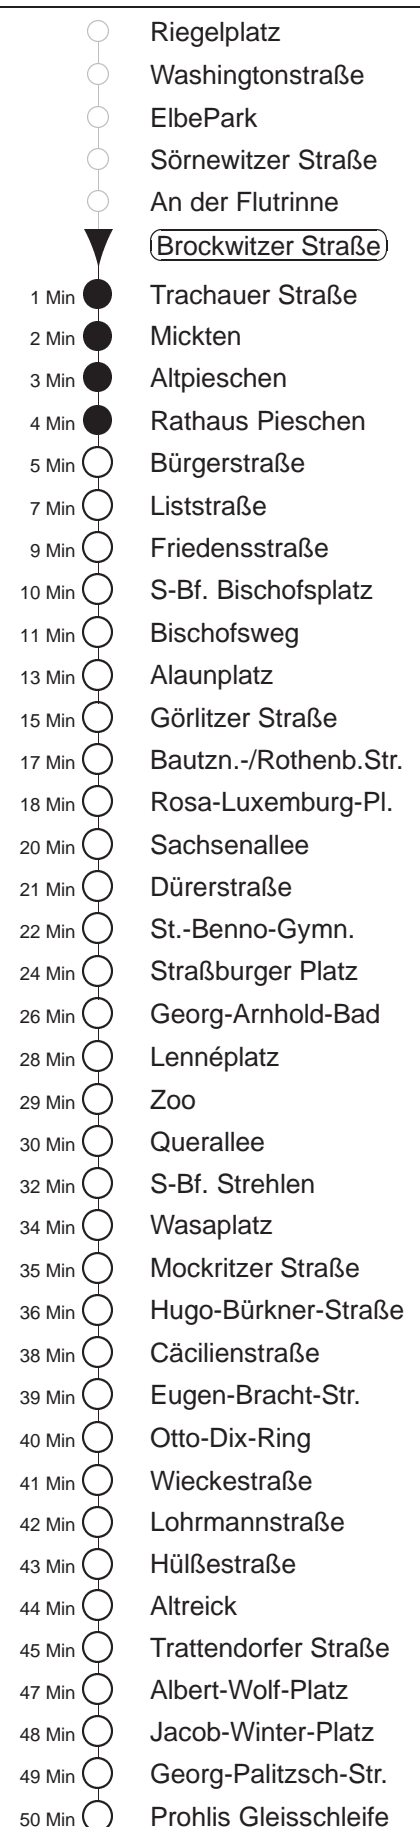 Riegelplatz
Washingtonstraße
ElbePark
Sörnewitzer Straße
An der Flutrinne
Brockwitzer Straße
1 Min Trachauer Straße
2 Min Mickten
3 Min Altpieschen
4 Min Rathaus Pieschen
5 Min Bürgerstraße
7 Min Liststraße
9 Min Friedensstraße
10 Min S-Bf. Bischofsplatz
11 Min Bischofsweg
13 Min Alaunplatz
15 Min Görlitzer Straße
17 Min Bautzn.-/Rothenb.Str.
18 Min Rosa-Luxemburg-Pl.
20 Min Sachsenallee
21 Min Dürerstraße
22 Min St.-Benno-Gymn.
24 Min Straßburger Platz
26 Min Georg-Arnhold-Bad
28 Min Lennéplatz
29 Min Zoo
30 Min Querallee
32 Min S-Bf. Strehlen
34 Min Wasaplatz
35 Min Mockritzer Straße
36 Min Hugo-Bürkner-Straße
38 Min Cäcilienstraße
39 Min Eugen-Bracht-Str.
40 Min Otto-Dix-Ring
41 Min Wieckestraße
42 Min Lohrmannstraße
43 Min Hülßestraße
44 Min Altreick
45 Min Trattendorfer Straße
47 Min Albert-Wolf-Platz
48 Min Jacob-Winter-Platz
49 Min Georg-Palitzsch-Str.
50 Min Prohlis Gleisschleife